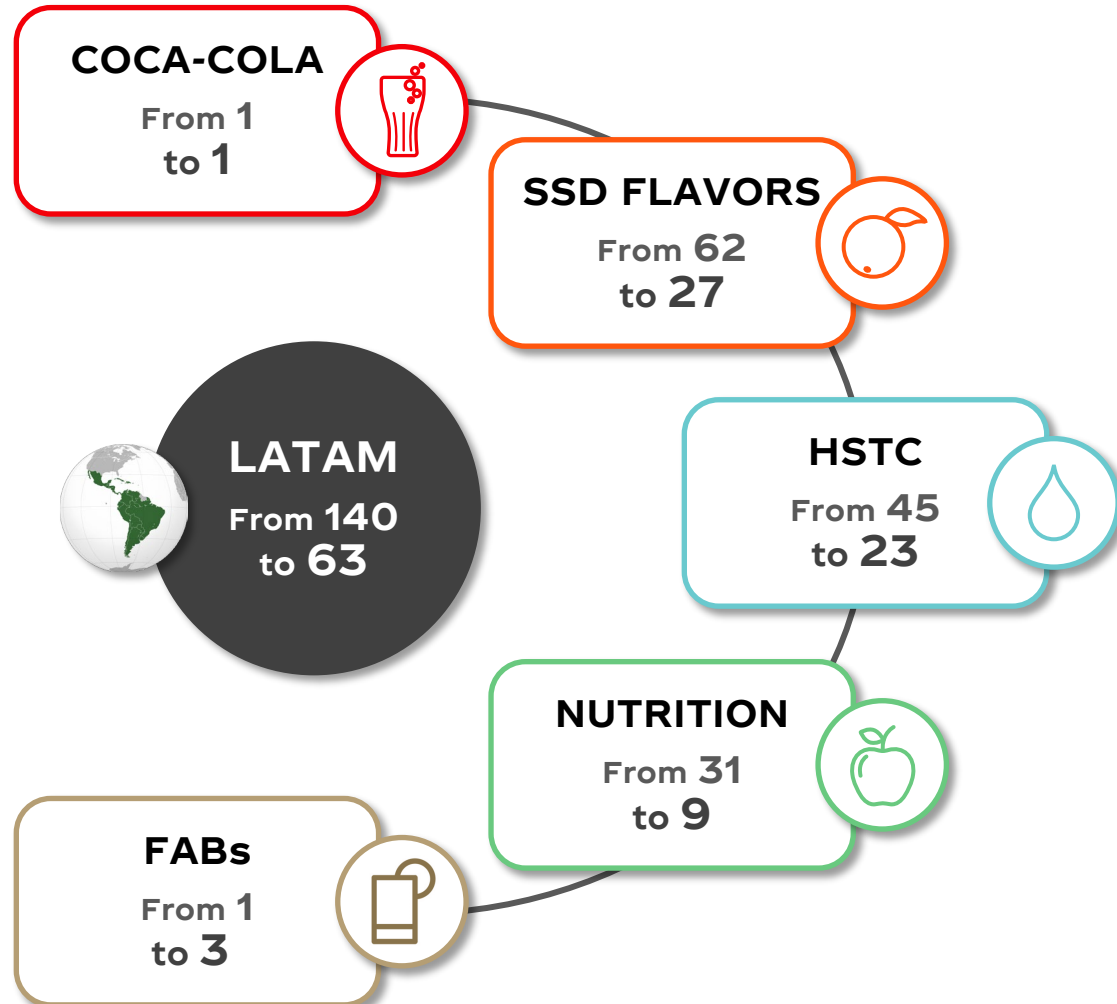 COCA-COLA
From 1
to 1
SSD FLAVORS
From 62
to 27
LATAM
From 140
to 63
HSTC
From 45
to 23
NUTRITION
From 31
to 9
FABs
From 1
to 3